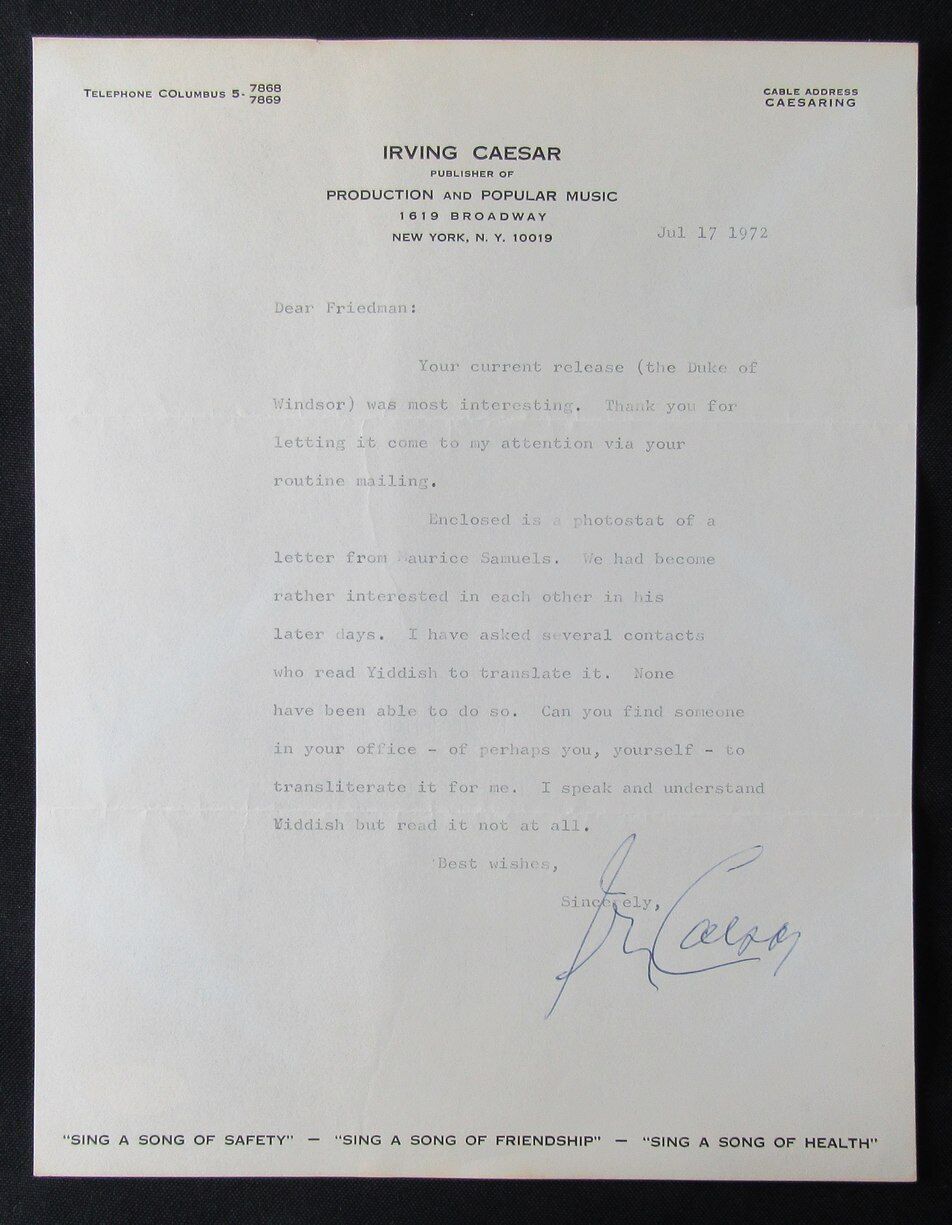 TELEPHONE COLUMBUS 5- 7868
7869
CABLE ADDRESS
CAESARING
IRVING CAESAR
PUBLISHER OF
PRODUCTION AND POPULAR MUSIC
1619 BROADWAY
NEW YORK, N. Y. 10019
Jul 17 1972
Dear Friedman:
Your current release (the Duke of
Windsor) was most interesting. Thank you for
letting it come to my attention via your
routine mailing.
Enclosed is a photostat of a
letter from Maurice Samuels. We had become
rather interested in each other in his
later days. I have asked several contacts
who read Yiddish to translate it. None
have been able to do so. Can you find someone
in your office - of perhaps you, yourself - to
transliterate it for me. I speak and understand
Yiddish but read it not at all.
Best wishes,
Sincerely,
Irv Caesar
"SING A SONG OF SAFETY" — "SING A SONG OF FRIENDSHIP" — "SING A SONG OF HEALTH"